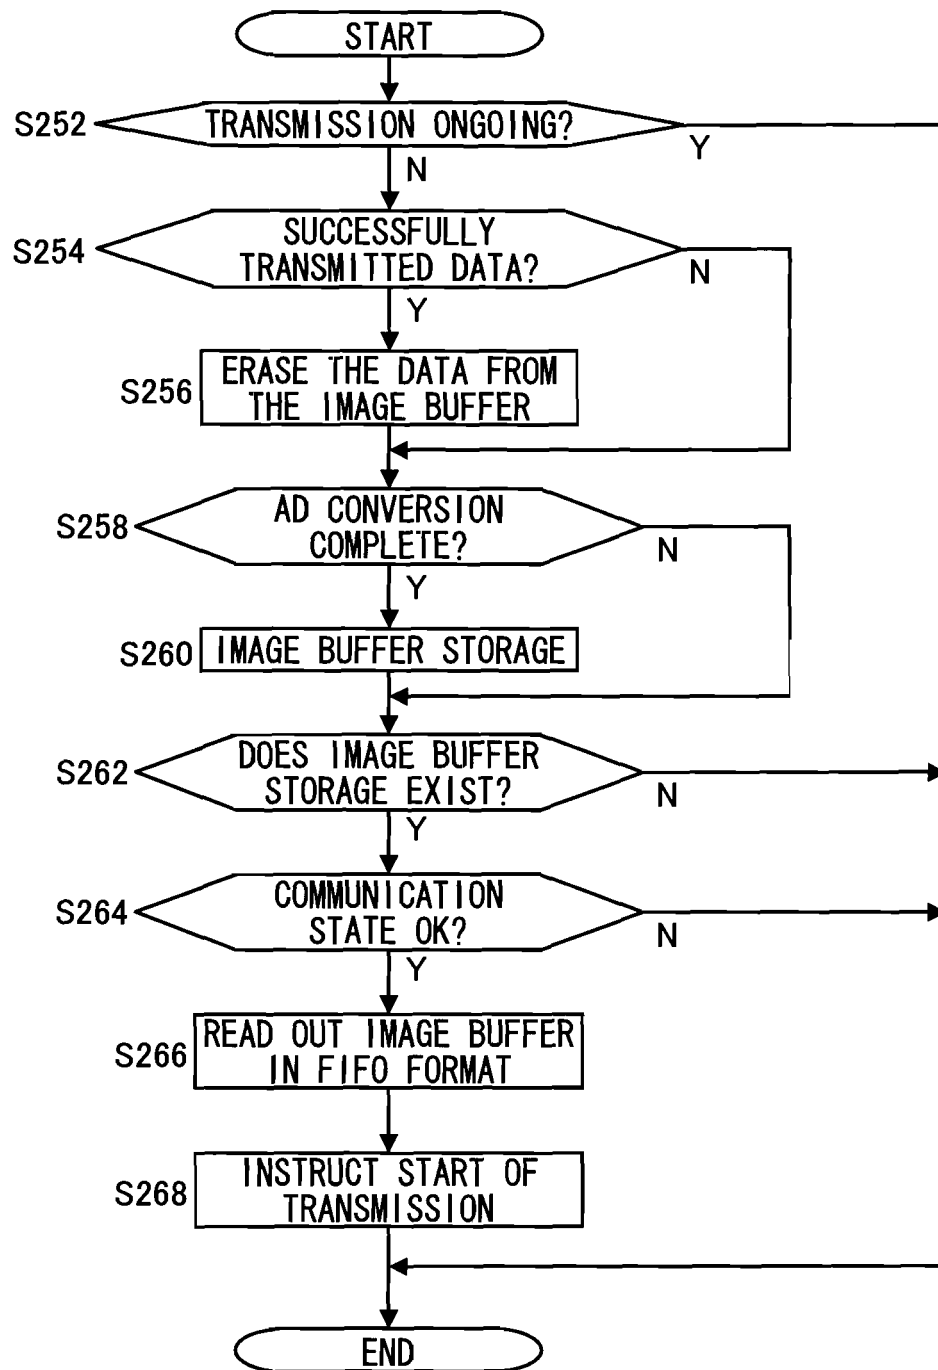 START
S252
TRANSMISSION ONGOING?
Y
N
S254
SUCCESSFULLY
TRANSMITTED DATA?
N
Y
S256
ERASE THE DATA FROM
THE IMAGE BUFFER
S258
AD CONVERSION
COMPLETE?
N
Y
S260
IMAGE BUFFER STORAGE
S262
DOES IMAGE BUFFER
STORAGE EXIST?
N
Y
S264
COMMUNICATION
STATE OK?
N
Y
S266
READ OUT IMAGE BUFFER
IN FIFO FORMAT
S268
INSTRUCT START OF
TRANSMISSION
END